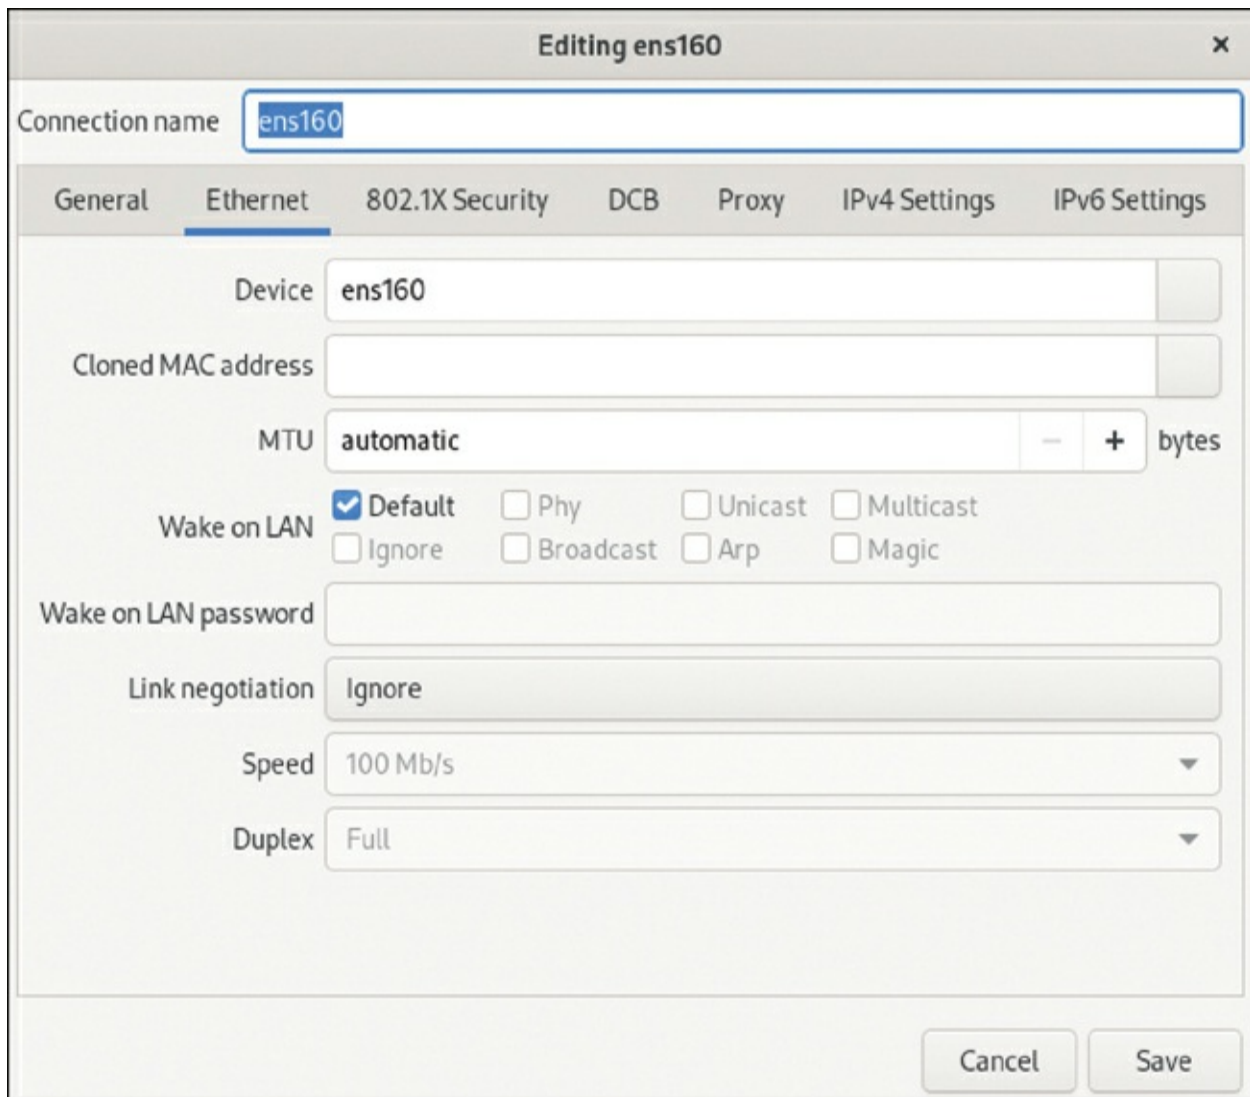 Editing ens160 ×
Connection name ens160
General Ethernet 802.1X Security DCB Proxy IPv4 Settings IPv6 Settings
Device ens160
Cloned MAC address
MTU automatic − + bytes
Wake on LAN
Default Phy Unicast Multicast
Ignore Broadcast Arp Magic
Wake on LAN password
Link negotiation Ignore
Speed 100 Mb/s
Duplex Full
Cancel Save